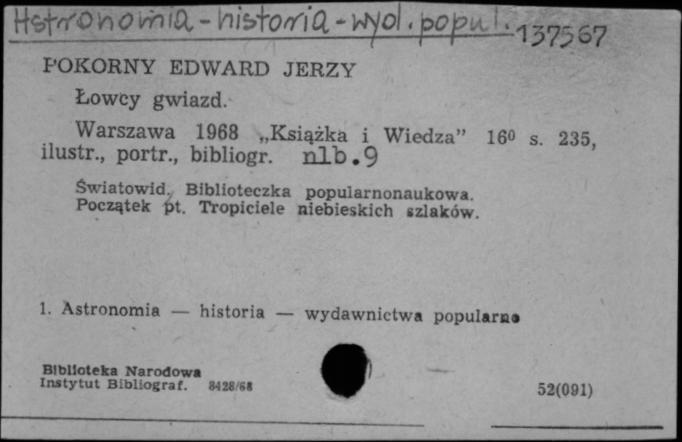 Astronomia - historia - wyd. popul. 137567
POKORNY EDWARD JERZY
Łowcy gwiazd.
Warszawa 1968 „Książka i Wiedza” 16⁰ s. 235,
ilustr., portr., bibliogr. nlb.9
Światowid. Biblioteczka popularnonaukowa.
Początek pt. Tropiciele niebieskich szlaków.
1. Astronomia — historia — wydawnictwa popularne
Biblioteka Narodowa
Instytut Bibliograf. 8428/68
52(091)